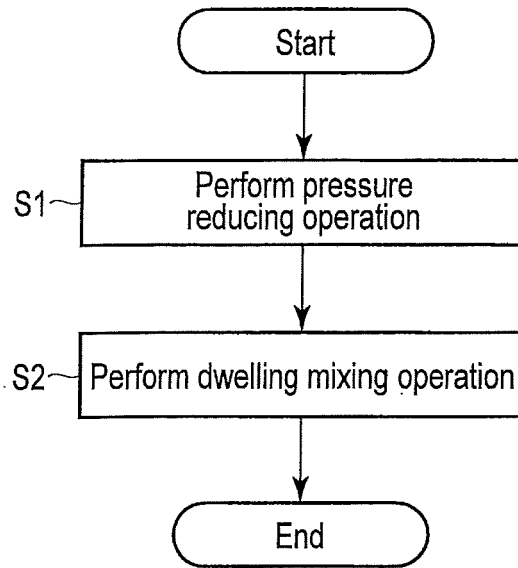 Start
S1
Perform pressure
reducing operation
S2
Perform dwelling mixing operation
End